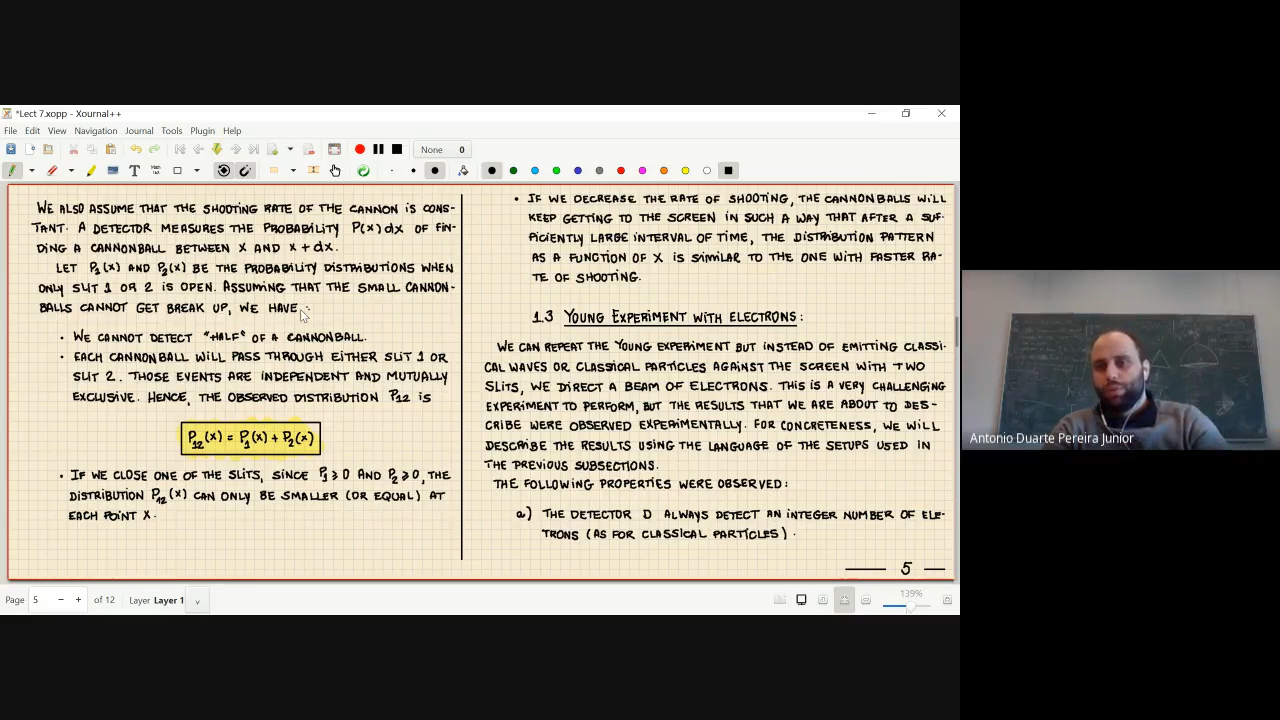 *Lect 7.xopp - Xournal++
File Edit View Navigation Journal Tools Plugin Help
None 0
WE ALSO ASSUME THAT THE SHOOTING RATE OF THE CANNON IS CONS-
TANT. A DETECTOR MEASURES THE PROBABILITY P(x)dx OF FIN-
DING A CANNONBALL BETWEEN X AND X + dX.
LET P₁(x) AND P₂(x) BE THE PROBABILITY DISTRIBUTIONS WHEN
ONLY SLIT 1 OR 2 IS OPEN. ASSUMING THAT THE SMALL CANNON-
BALLS CANNOT GET BREAK UP, WE HAVE :
· WE CANNOT DETECT "HALF" OF A CANNONBALL.
· EACH CANNONBALL WILL PASS THROUGH EITHER SLIT 1 OR
SLIT 2. THOSE EVENTS ARE INDEPENDENT AND MUTUALLY
EXCLUSIVE. HENCE, THE OBSERVED DISTRIBUTION P₁₂ IS
P₁₂(x) = P₁(x) + P₂(x)
· IF WE CLOSE ONE OF THE SLITS, SINCE P₁ ≥ 0 AND P₂ ≥ 0, THE
DISTRIBUTION P₁₂(x) CAN ONLY BE SMALLER (OR EQUAL) AT
EACH POINT X.
· IF WE DECREASE THE RATE OF SHOOTING, THE CANNONBALLS WILL
KEEP GETTING TO THE SCREEN IN SUCH A WAY THAT AFTER A SUF-
FICIENTLY LARGE INTERVAL OF TIME, THE DISTRIBUTION PATTERN
AS A FUNCTION OF X IS SIMILAR TO THE ONE WITH FASTER RA-
TE OF SHOOTING.
1.3 YOUNG EXPERIMENT WITH ELECTRONS :
WE CAN REPEAT THE YOUNG EXPERIMENT BUT INSTEAD OF EMITTING CLASSI-
CAL WAVES OR CLASSICAL PARTICLES AGAINST THE SCREEN WITH TWO
SLITS, WE DIRECT A BEAM OF ELECTRONS. THIS IS A VERY CHALLENGING
EXPERIMENT TO PERFORM, BUT THE RESULTS THAT WE ARE ABOUT TO DES-
CRIBE WERE OBSERVED EXPERIMENTALLY. FOR CONCRETENESS, WE WILL
DESCRIBE THE RESULTS USING THE LANGUAGE OF THE SETUPS USED IN
THE PREVIOUS SUBSECTIONS.
THE FOLLOWING PROPERTIES WERE OBSERVED :
a) THE DETECTOR D ALWAYS DETECT AN INTEGER NUMBER OF ELE-
TRONS (AS FOR CLASSICAL PARTICLES) .
5
Page 5 − + of 12 Layer Layer 1 139%
Antonio Duarte Pereira Junior